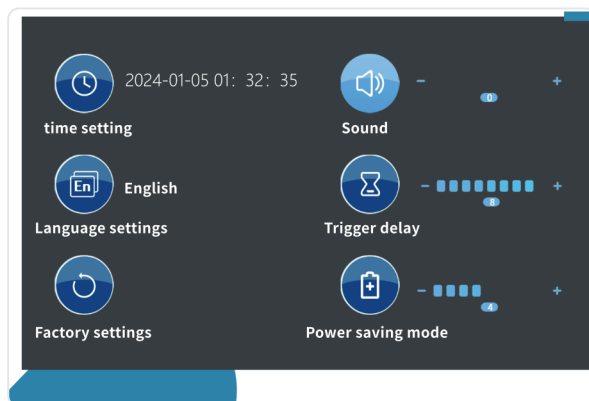 2024-01-05 01: 32: 35
- +
0
time setting
Sound
En
English
- +
8
Language settings
Trigger delay
- +
4
Factory settings
Power saving mode